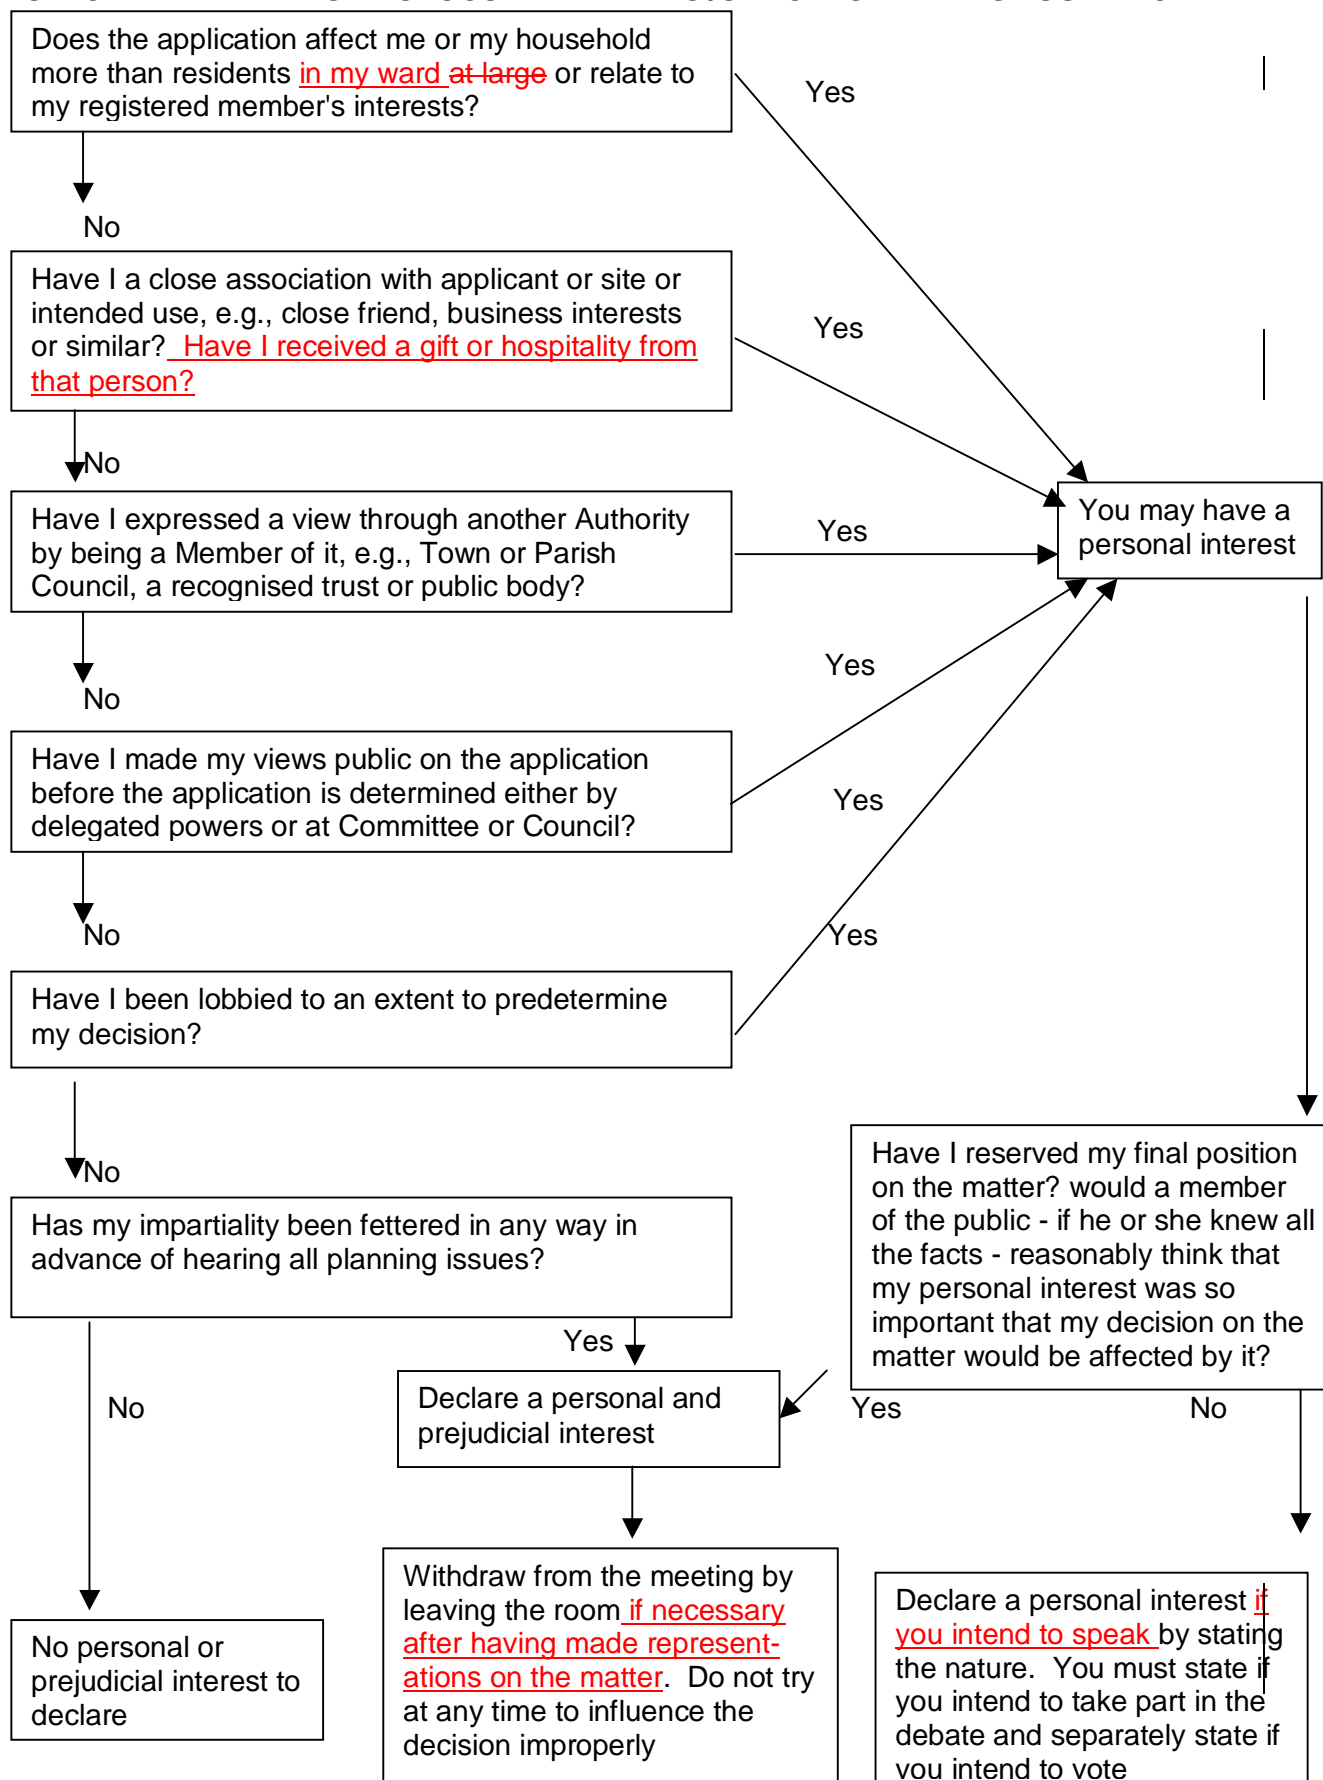 Does the application affect me or my household
more than residents in my ward at large or relate to
my registered member's interests?
Yes
No
Have I a close association with applicant or site or
intended use, e.g., close friend, business interests
or similar? Have I received a gift or hospitality from
that person?
Yes
No
Have I expressed a view through another Authority
by being a Member of it, e.g., Town or Parish
Council, a recognised trust or public body?
Yes
You may have a
personal interest
No
Yes
Have I made my views public on the application
before the application is determined either by
delegated powers or at Committee or Council?
Yes
No
Yes
Have I been lobbied to an extent to predetermine
my decision?
No
Has my impartiality been fettered in any way in
advance of hearing all planning issues?
Have I reserved my final position
on the matter? would a member
of the public - if he or she knew all
the facts - reasonably think that
my personal interest was so
important that my decision on the
matter would be affected by it?
Yes
No
Declare a personal and
prejudicial interest
Yes
No
Withdraw from the meeting by
leaving the room if necessary
after having made represent-
ations on the matter. Do not try
at any time to influence the
decision improperly
Declare a personal interest if
you intend to speak by stating
the nature. You must state if
you intend to take part in the
debate and separately state if
you intend to vote
No personal or
prejudicial interest to
declare